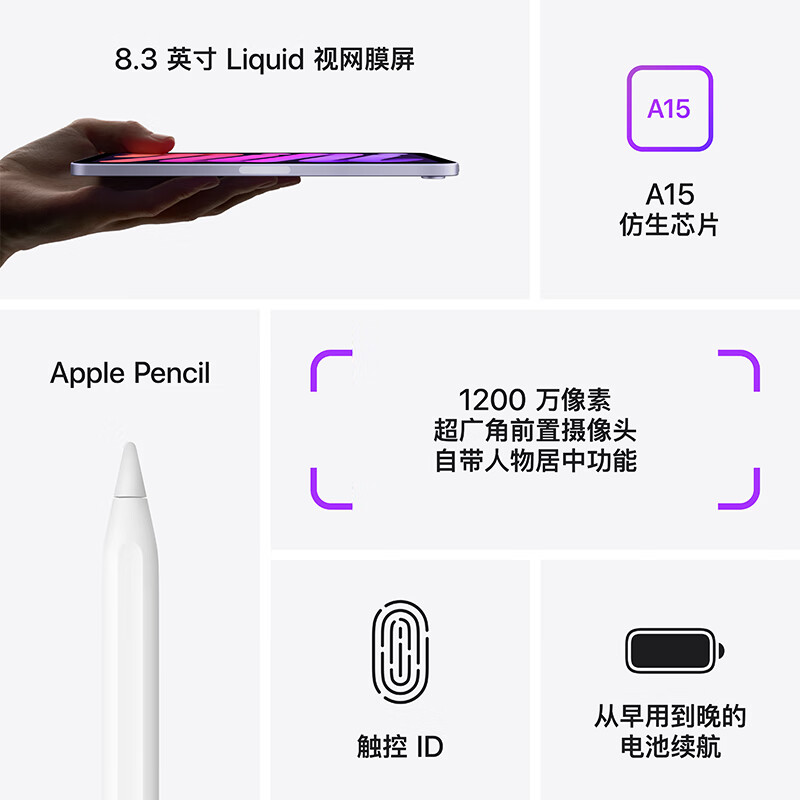 8.3 英寸 Liquid 视网膜屏
A15
A15
仿生芯片
Apple Pencil
1200 万像素
超广角前置摄像头
自带人物居中功能
触控 ID
从早用到晚的
电池续航